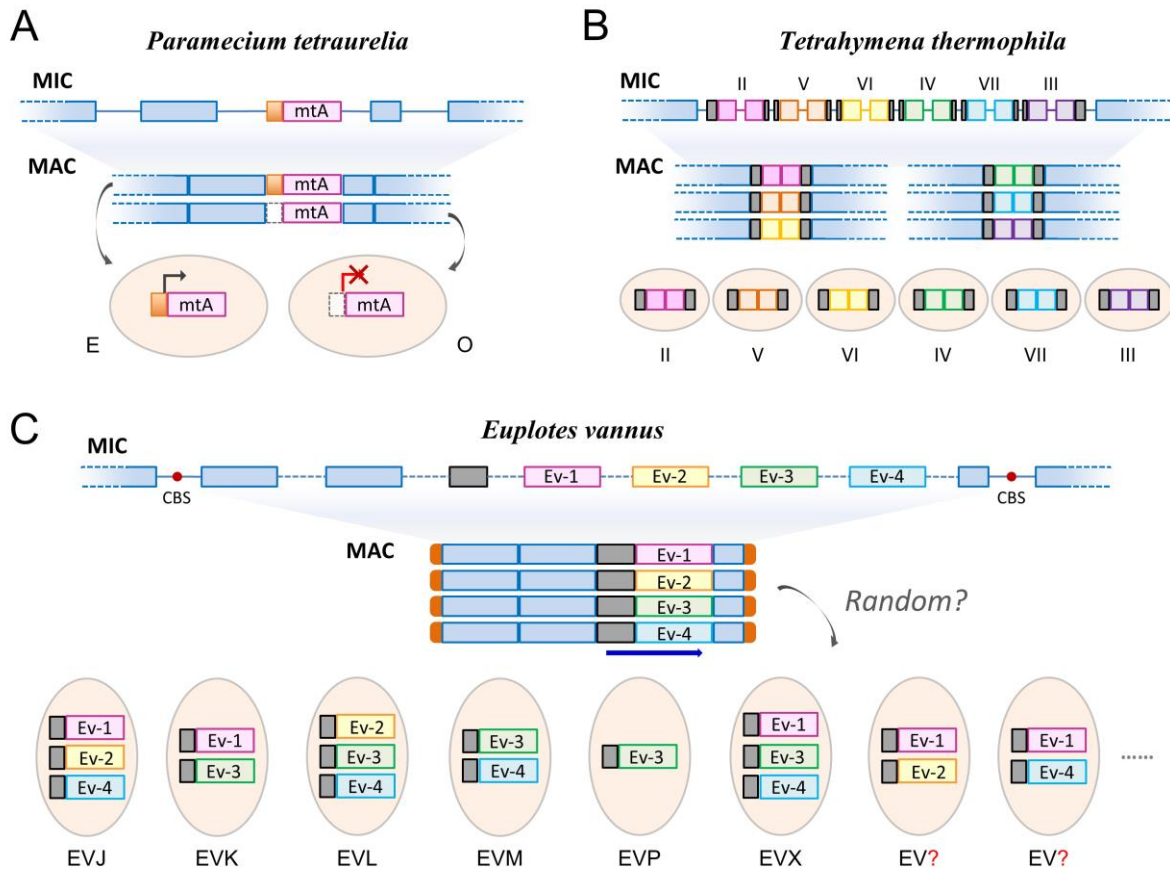 A
Paramecium tetraurelia
MIC
mtA
MAC
mtA
mtA
mtA
mtA
E
O
B
Tetrahymena thermophila
MIC
II V VI IV VII III
MAC
II V VI IV VII III
C
Euplotes vannus
MIC
Ev-1 Ev-2 Ev-3 Ev-4
CBS CBS
MAC
Ev-1
Ev-2
Ev-3
Ev-4
Random?
Ev-1
Ev-2
Ev-4
Ev-1
Ev-3
Ev-2
Ev-3
Ev-4
Ev-3
Ev-4
Ev-3
Ev-1
Ev-3
Ev-4
Ev-1
Ev-2
Ev-1
Ev-4
......
EVJ EVK EVL EVM EVP EVX EV? EV?